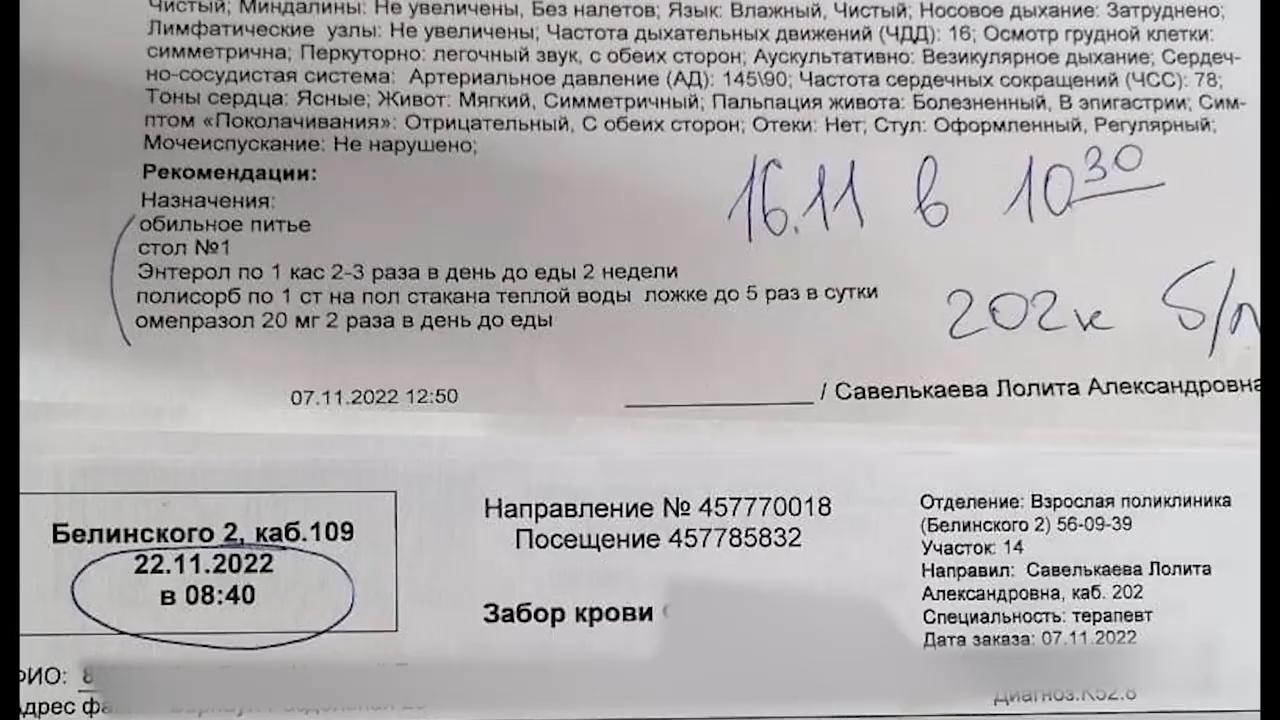 Чистый; Миндалины: Не увеличены, Без налетов; Язык: Влажный, Чистый; Носовое дыхание: Затруднено;
Лимфатические узлы: Не увеличены; Частота дыхательных движений (ЧДД): 16; Осмотр грудной клетки:
симметрична; Перкуторно: легочный звук, с обеих сторон; Аускультативно: Везикулярное дыхание; Сердеч-
но-сосудистая система: Артериальное давление (АД): 145\90; Частота сердечных сокращений (ЧСС): 78;
Тоны сердца: Ясные; Живот: Мягкий, Симметричный; Пальпация живота: Болезненный, В эпигастрии; Сим-
птом «Поколачивания»: Отрицательный, С обеих сторон; Отеки: Нет; Стул: Оформленный, Регулярный;
Мочеиспускание: Не нарушено;
Рекомендации:
Назначения:
обильное питье
стол №1
Энтерол по 1 кас 2-3 раза в день до еды 2 недели
полисорб по 1 ст на пол стакана теплой воды ложке до 5 раз в сутки
омепразол 20 мг 2 раза в день до еды
16.11 в 10 30
202к б/л
07.11.2022 12:50 / Савелькаева Лолита Александровна
Белинского 2, каб.109
22.11.2022
в 08:40
Направление № 457770018
Посещение 457785832
Забор крови
Отделение: Взрослая поликлиника
(Белинского 2) 56-09-39
Участок: 14
Направил: Савелькаева Лолита
Александровна, каб. 202
Специальность: терапевт
Дата заказа: 07.11.2022
ФИО: 8
Диагноз:К52.8